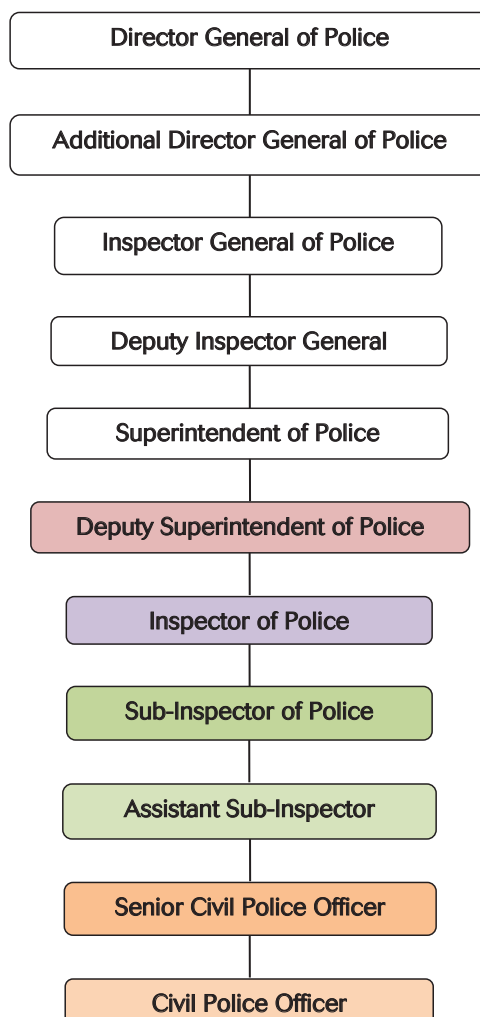 Director General of Police
Additional Director General of Police
Inspector General of Police
Deputy Inspector General
Superintendent of Police
Deputy Superintendent of Police
Inspector of Police
Sub-Inspector of Police
Assistant Sub-Inspector
Senior Civil Police Officer
Civil Police Officer